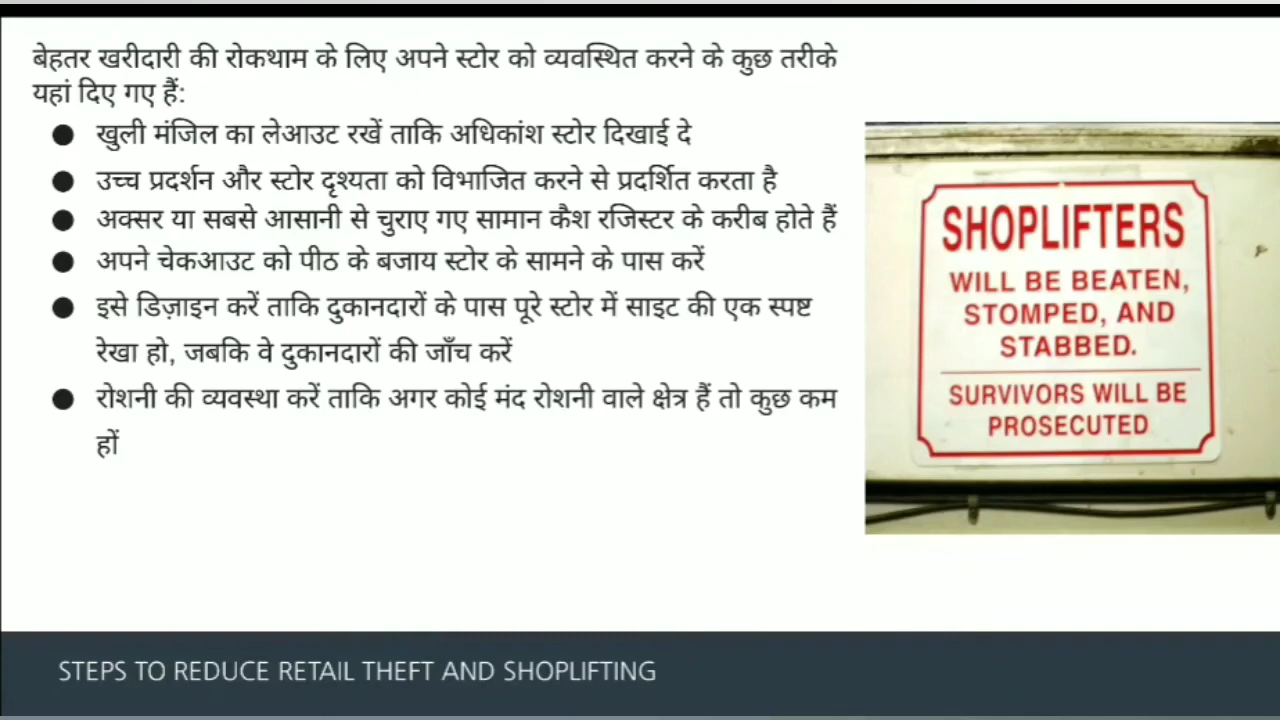 बेहतर खरीदारी की रोकथाम के लिए अपने स्टोर को व्यवस्थित करने के कुछ तरीके
यहां दिए गए हैं:
● खुली मंजिल का लेआउट रखें ताकि अधिकांश स्टोर दिखाई दे
● उच्च प्रदर्शन और स्टोर दृश्यता को विभाजित करने से प्रदर्शित करता है
● अक्सर या सबसे आसानी से चुराए गए सामान कैश रजिस्टर के करीब होते हैं
● अपने चेकआउट को पीठ के बजाय स्टोर के सामने के पास करें
● इसे डिज़ाइन करें ताकि दुकानदारों के पास पूरे स्टोर में साइट की एक स्पष्ट
रेखा हो, जबकि वे दुकानदारों की जाँच करें
● रोशनी की व्यवस्था करें ताकि अगर कोई मंद रोशनी वाले क्षेत्र हैं तो कुछ कम
हों
SHOPLIFTERS
WILL BE BEATEN,
STOMPED, AND
STABBED.
SURVIVORS WILL BE
PROSECUTED
STEPS TO REDUCE RETAIL THEFT AND SHOPLIFTING